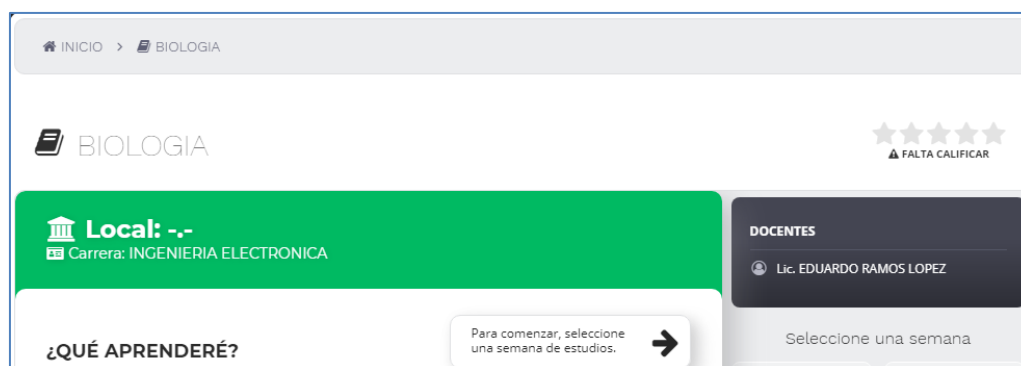 INICIO > BIOLOGIA
BIOLOGIA
FALTA CALIFICAR
Local: -.-
Carrera: INGENIERIA ELECTRONICA
DOCENTES
Lic. EDUARDO RAMOS LOPEZ
¿QUÉ APRENDERÉ?
Para comenzar, seleccione
una semana de estudios.
Seleccione una semana